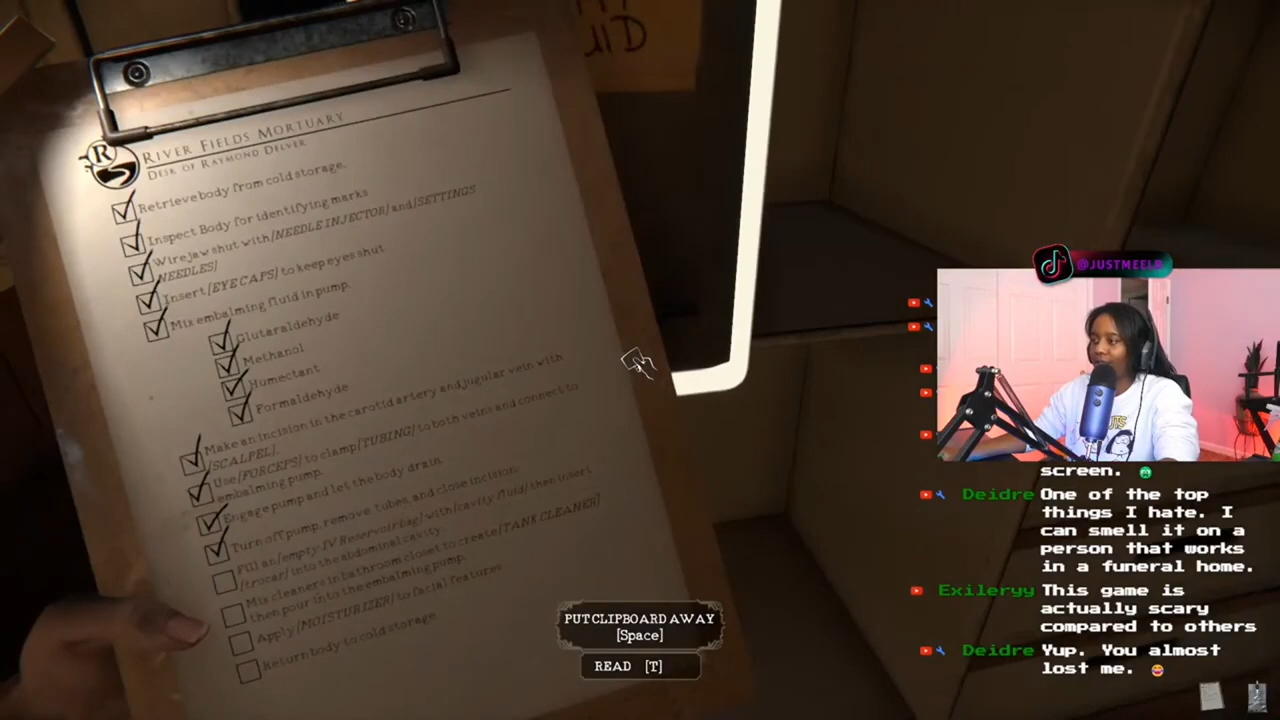 UID
RIVER FIELDS MORTUARY
DESK OF RAYMOND DELVER
Retrieve body from cold storage.
Inspect Body for identifying marks
Wire jaw shut with [NEEDLE INJECTOR] and [SETTINGS
NEEDLES]
Insert [EYE CAPS] to keep eyes shut
Mix embalming fluid in pump.
Glutaraldehyde
Methanol
Humectant
Formaldehyde
Make an incision in the carotid artery and jugular vein with
[SCALPEL].
Use [FORCEPS] to clamp [TUBING] to both veins and connect to
embalming pump.
Engage pump and let the body drain.
Turn off pump, remove tubes, and close incision.
Fill an [empty IV Reservoir bag] with [cavity fluid] then insert
[trocar] into the abdominal cavity.
Mix cleaners in bathroom closet to create [TANK CLEANER]
then pour into the embalming pump.
Apply [MOISTURIZER] to facial features
Return body to cold storage.
PUT CLIPBOARD AWAY
[Space]
READ [T]
@JUSTMEELB
screen.
Deidre One of the top
things I hate. I
can smell it on a
person that works
in a funeral home.
Exileryy This game is
actually scary
compared to others
Deidre Yup. You almost
lost me.